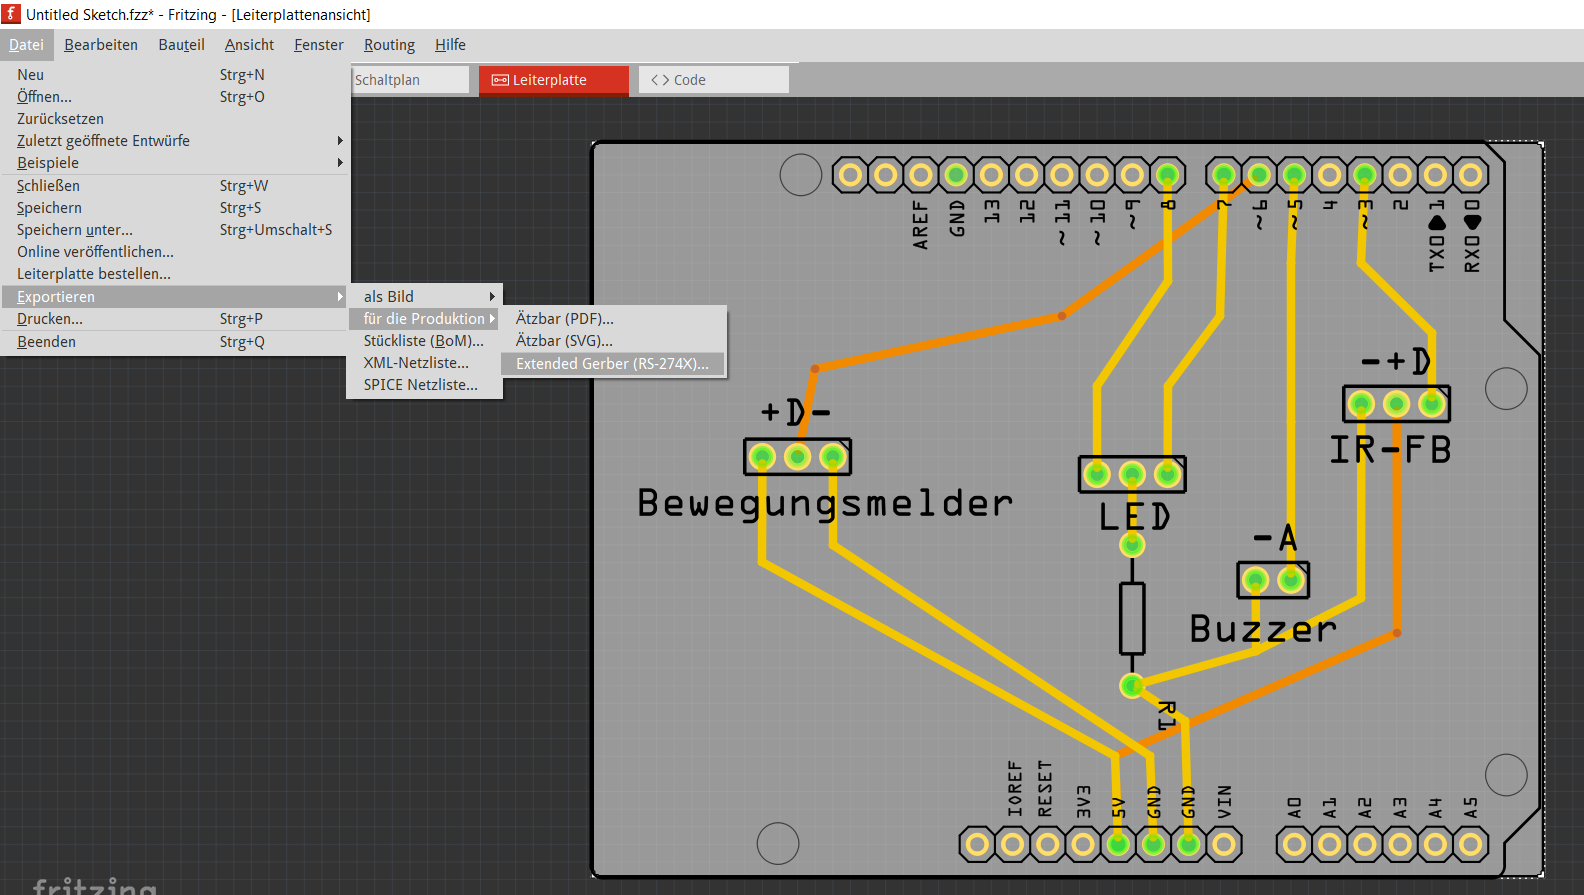 Untitled Sketch.fzz* - Fritzing - [Leiterplattenansicht]
Datei Bearbeiten Bauteil Ansicht Fenster Routing Hilfe
Schaltplan Leiterplatte <> Code
Neu Strg+N
Öffnen... Strg+O
Zurücksetzen
Zuletzt geöffnete Entwürfe
Beispiele
Schließen Strg+W
Speichern Strg+S
Speichern unter... Strg+Umschalt+S
Online veröffentlichen...
Leiterplatte bestellen...
Exportieren
Drucken... Strg+P
Beenden Strg+Q
als Bild
für die Produktion
Stückliste (BoM)...
XML-Netzliste...
SPICE Netzliste...
Ätzbar (PDF)...
Ätzbar (SVG)...
Extended Gerber (RS-274X)...
AREF GND 13 12 ~11 ~10 ~9 8 7 ~6 ~5 4 ~3 2 TX0 1 RX0 0
-+D
IR-FB
+D-
Bewegungsmelder
LED
-A
Buzzer
R1
IOREF RESET 3V3 5V GND GND VIN A0 A1 A2 A3 A4 A5
fritzing